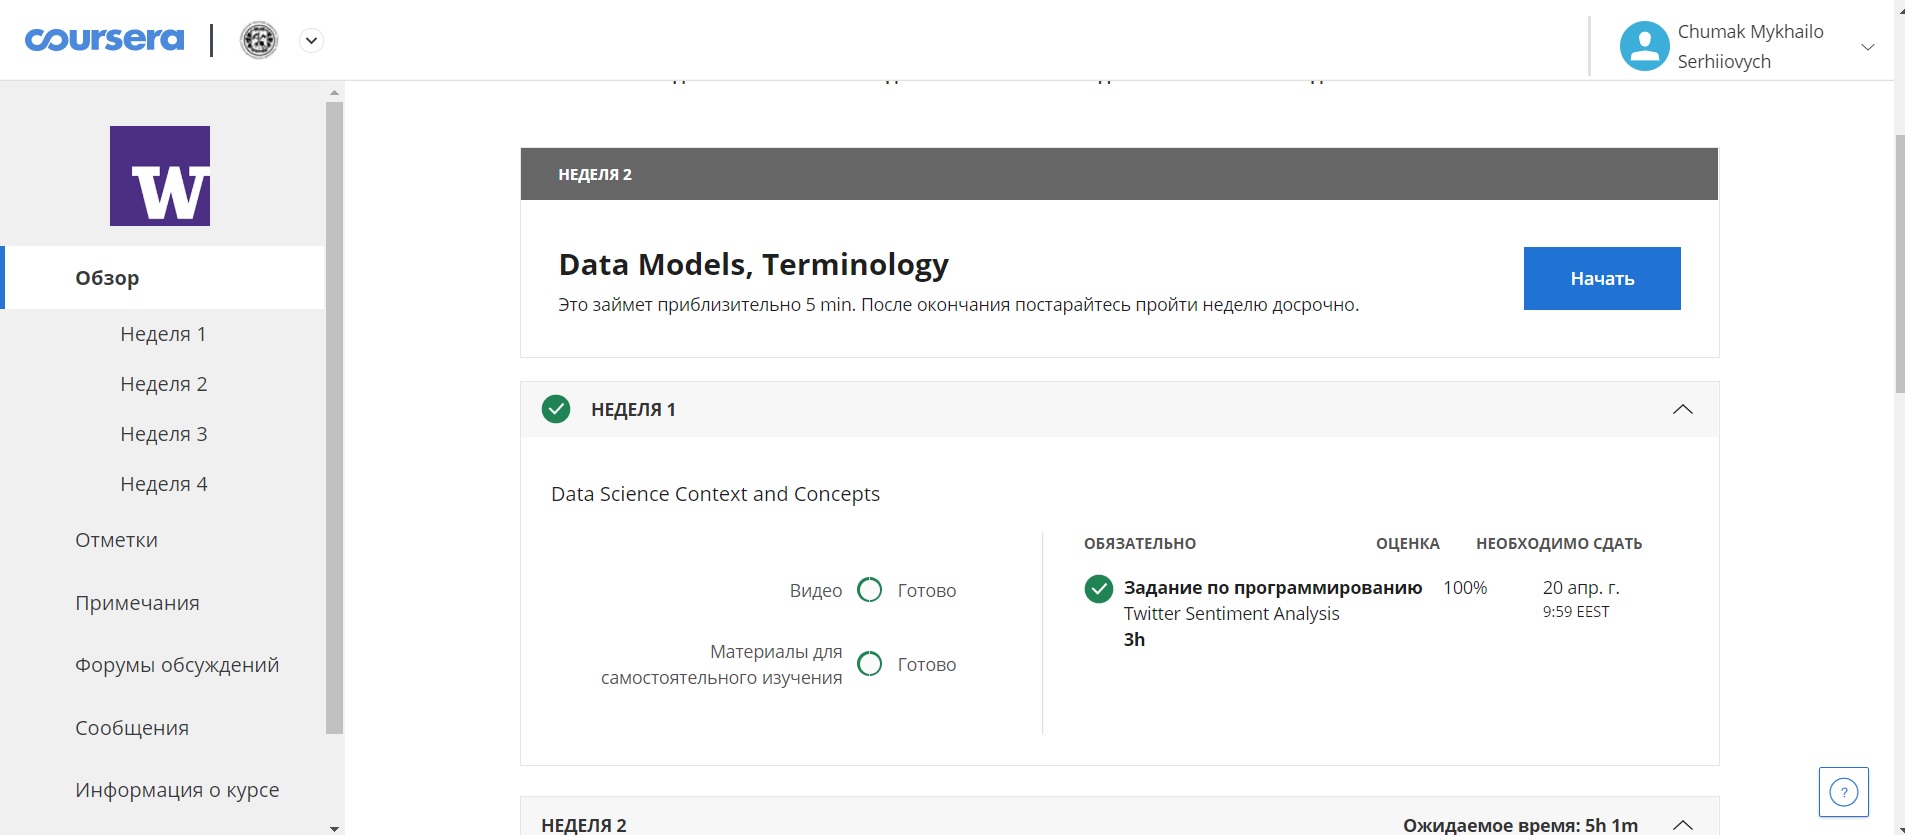 coursera
Chumak Mykhailo
Serhiiovych
W
Обзор
Неделя 1
Неделя 2
Неделя 3
Неделя 4
Отметки
Примечания
Форумы обсуждений
Сообщения
Информация о курсе
НЕДЕЛЯ 2
Data Models, Terminology
Это займет приблизительно 5 min. После окончания постарайтесь пройти неделю досрочно.
Начать
НЕДЕЛЯ 1
Data Science Context and Concepts
Видео Готово
Материалы для
самостоятельного изучения Готово
ОБЯЗАТЕЛЬНО ОЦЕНКА НЕОБХОДИМО СДАТЬ
Задание по программированию 100% 20 апр. г.
Twitter Sentiment Analysis 9:59 EEST
3h
НЕДЕЛЯ 2 Ожидаемое время: 5h 1m
?